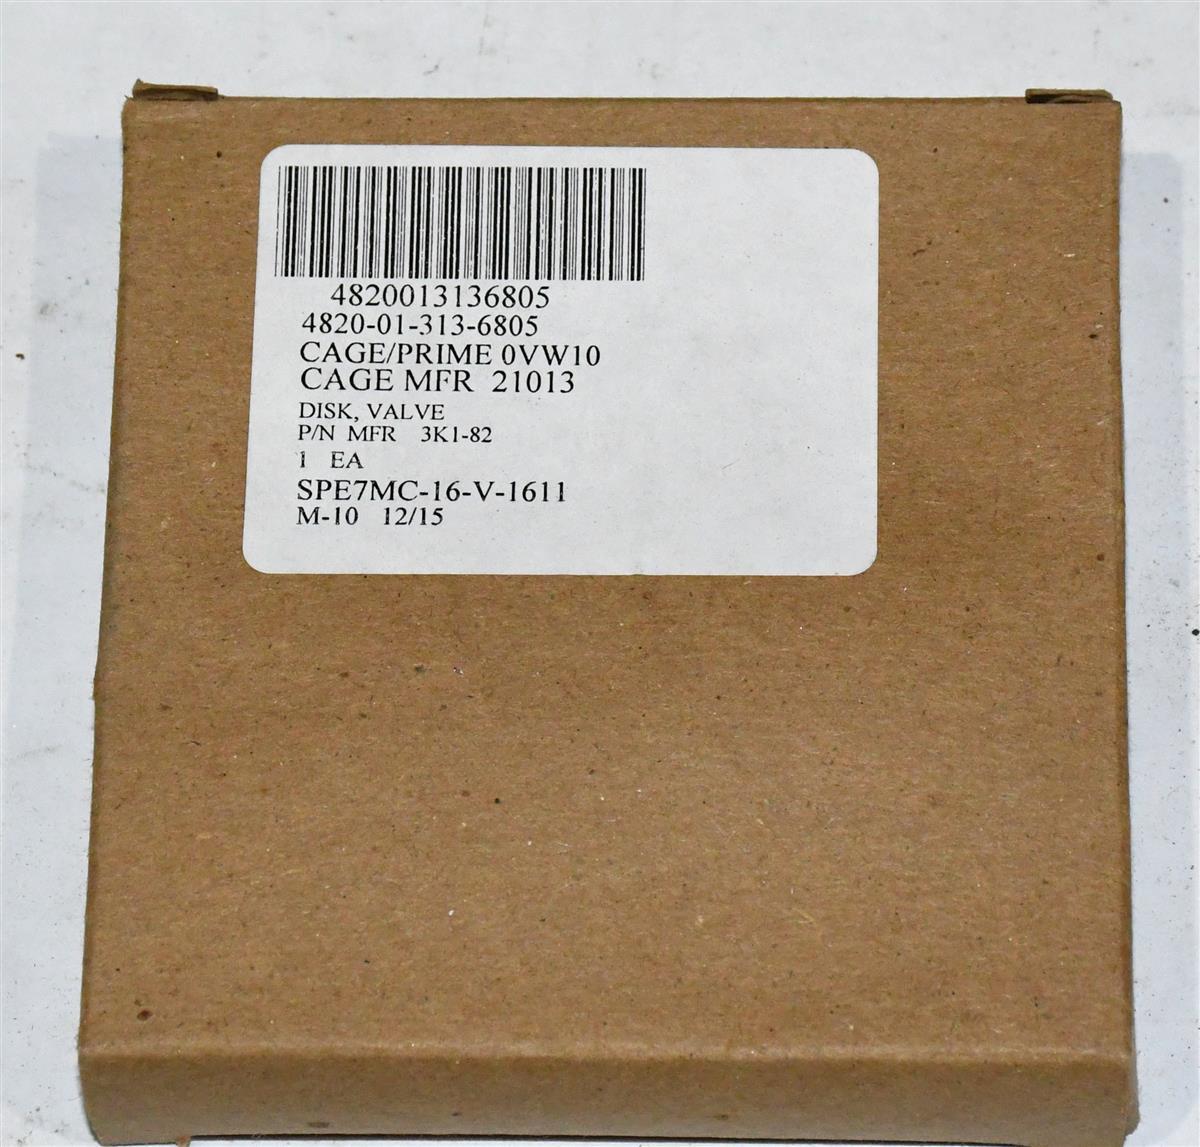 4820013136805
4820-01-313-6805
CAGE/PRIME 0VW10
CAGE MFR 21013
DISK, VALVE
P/N MFR 3K1-82
1 EA
SPE7MC-16-V-1611
M-10 12/15